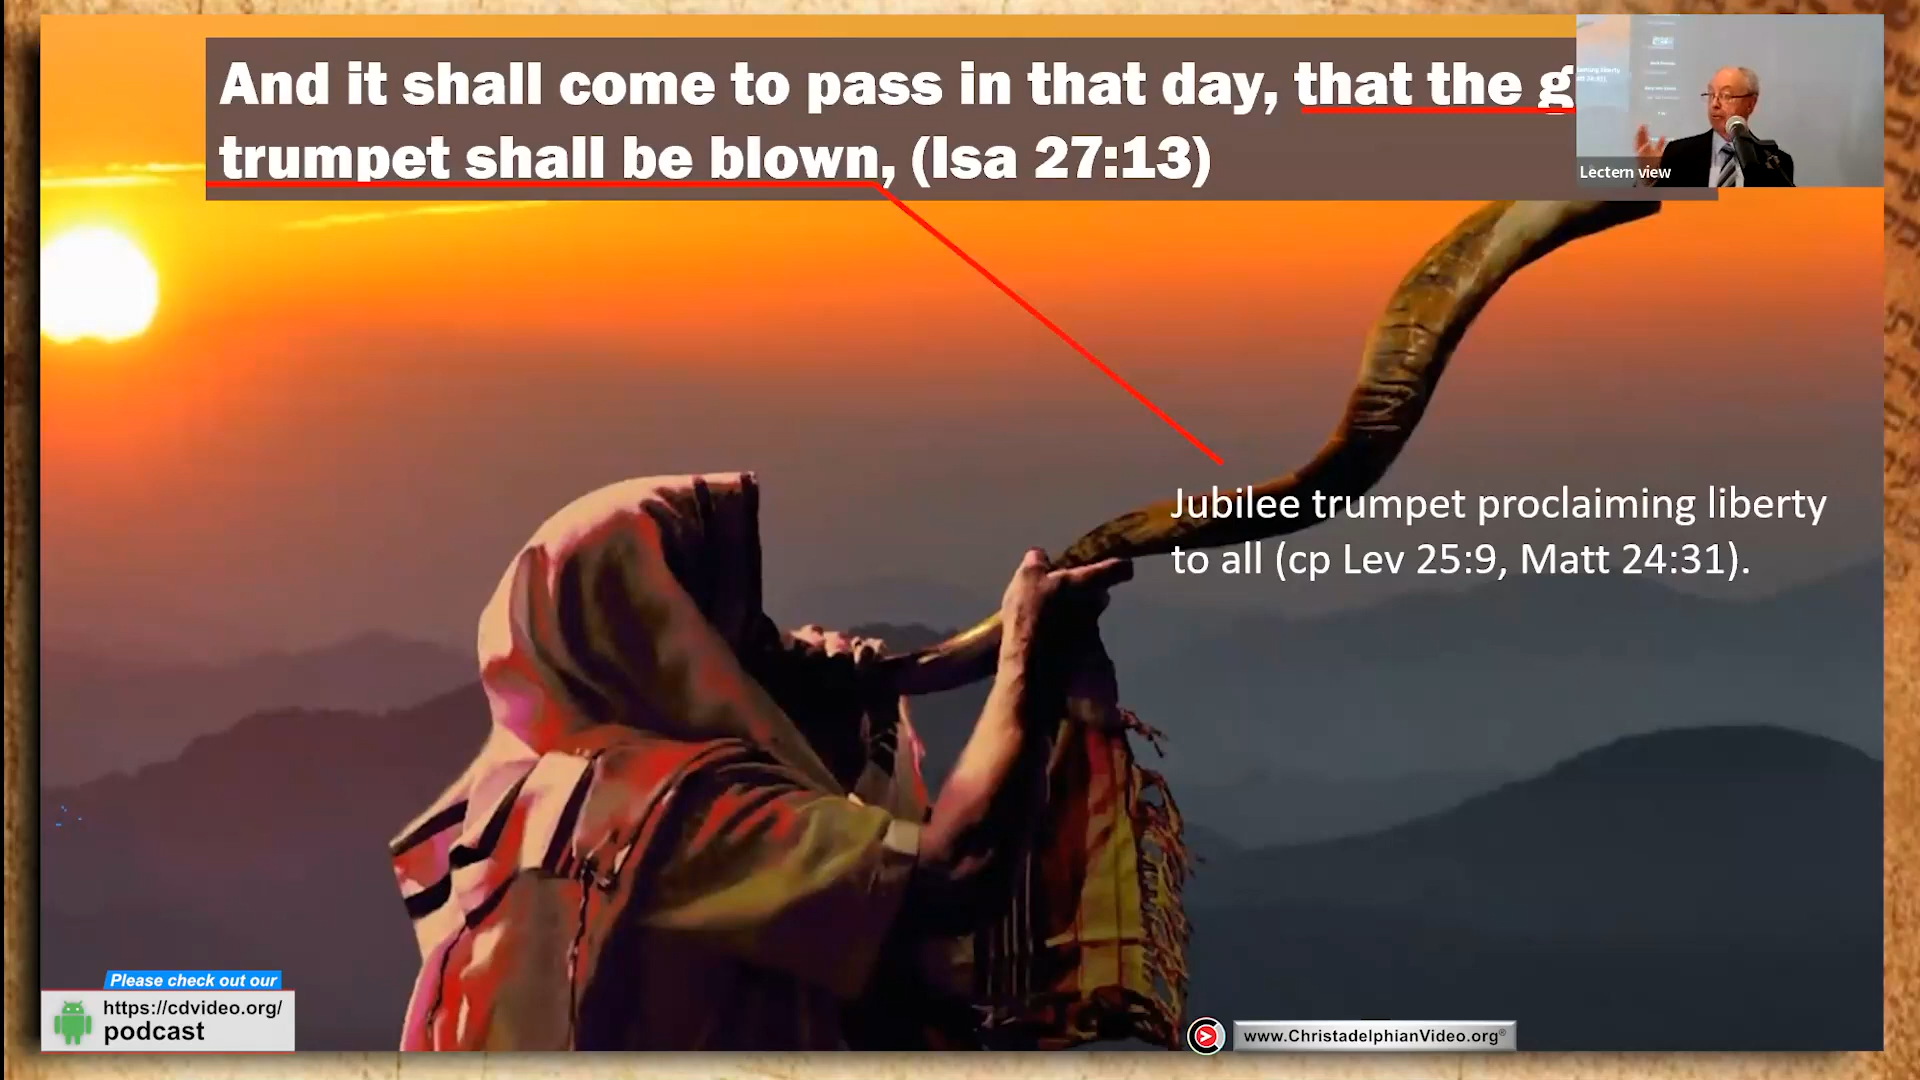 And it shall come to pass in that day, that the g
trumpet shall be blown, (Isa 27:13)
Lectern view
Jubilee trumpet proclaiming liberty
to all (cp Lev 25:9, Matt 24:31).
Please check out our
https://cdvideo.org/
podcast
www.ChristadelphianVideo.org®